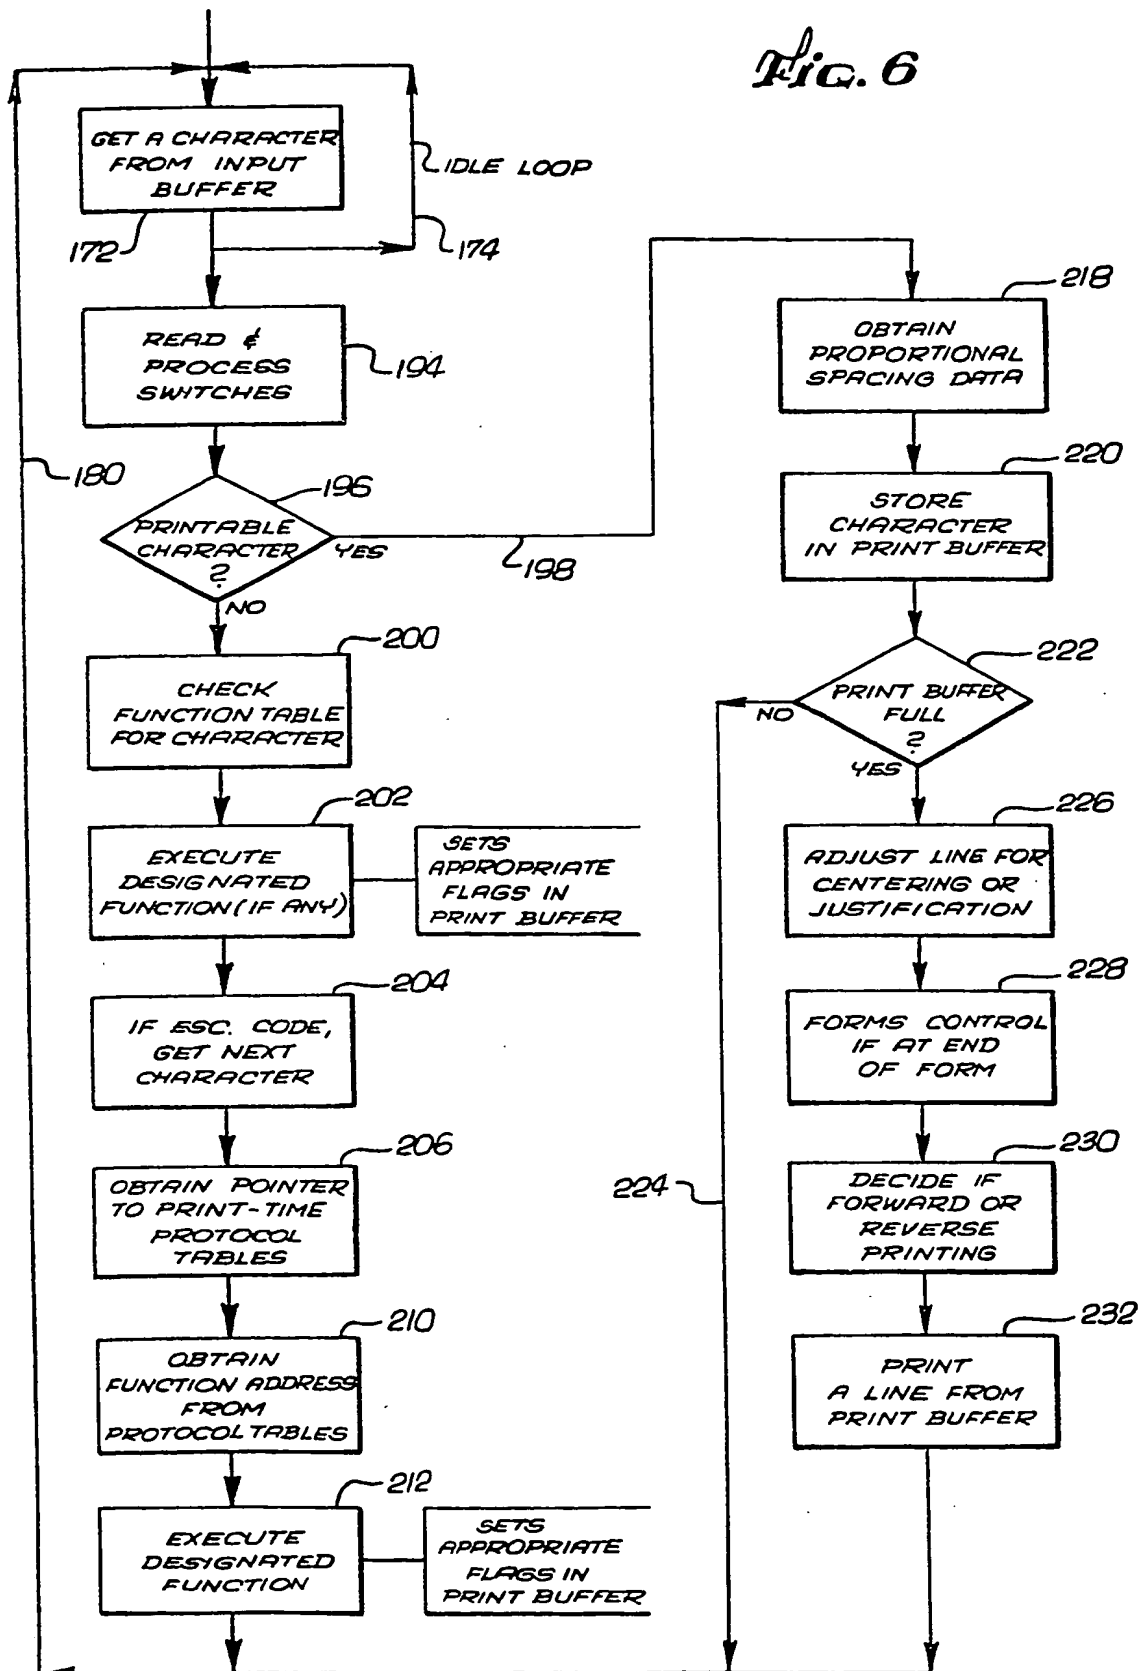 Fig. 6
GET A CHARACTER
FROM INPUT
BUFFER
172
IDLE LOOP
174
READ &
PROCESS
SWITCHES
194
180
196
PRINTABLE
CHARACTER
?
YES
198
NO
200
CHECK
FUNCTION TABLE
FOR CHARACTER
202
EXECUTE
DESIGNATED
FUNCTION (IF ANY)
SETS
APPROPRIATE
FLAGS IN
PRINT BUFFER
204
IF ESC. CODE,
GET NEXT
CHARACTER
206
OBTAIN POINTER
TO PRINT-TIME
PROTOCOL
TABLES
210
OBTAIN
FUNCTION ADDRESS
FROM
PROTOCOL TABLES
212
EXECUTE
DESIGNATED
FUNCTION
SETS
APPROPRIATE
FLAGS IN
PRINT BUFFER
218
OBTAIN
PROPORTIONAL
SPACING DATA
220
STORE
CHARACTER
IN PRINT BUFFER
222
PRINT BUFFER
FULL
?
NO
YES
224
226
ADJUST LINE FOR
CENTERING OR
JUSTIFICATION
228
FORMS CONTROL
IF AT END
OF FORM
230
DECIDE IF
FORWARD OR
REVERSE
PRINTING
232
PRINT
A LINE FROM
PRINT BUFFER